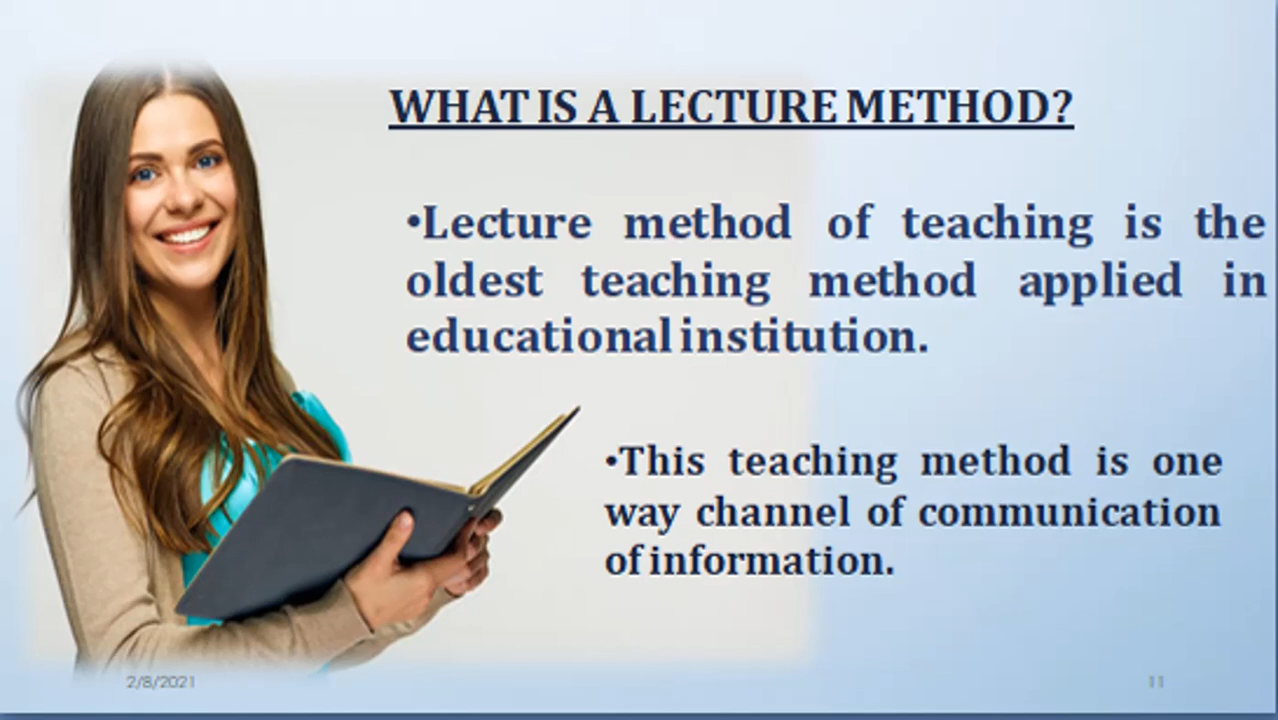 WHAT IS A LECTURE METHOD?
•Lecture method of teaching is the
oldest teaching method applied in
educational institution.
•This teaching method is one
way channel of communication
of information.
2/8/2021
11